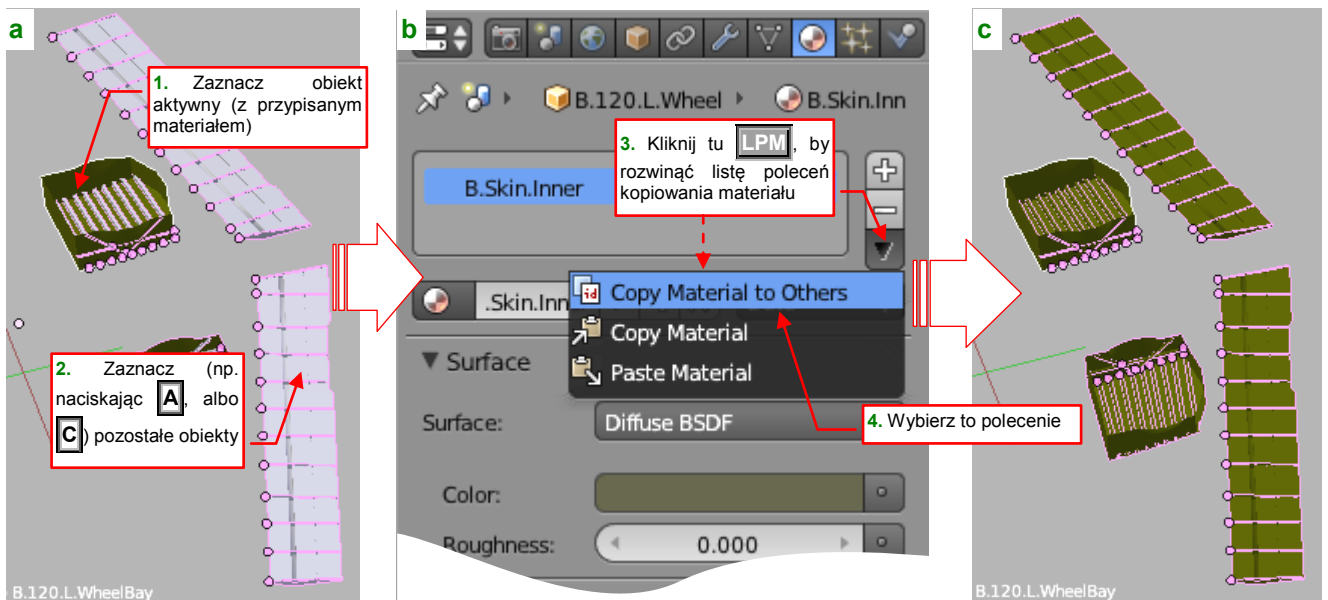 a
1. Zaznacz obiekt
aktywny (z przypisanym
materiałem)
2. Zaznacz (np.
naciskając A, albo
C) pozostałe obiekty
B.120.L.WheelBay
b
B.120.L.Wheel
B.Skin.Inn
3. Kliknij tu LPM, by
rozwinąć listę poleceń
kopiowania materiału
B.Skin.Inner
.Skin.Inn
Copy Material to Others
Copy Material
Paste Material
Surface
Surface:
Diffuse BSDF
4. Wybierz to polecenie
Color:
Roughness:
0.000
c
B.120.L.WheelBay